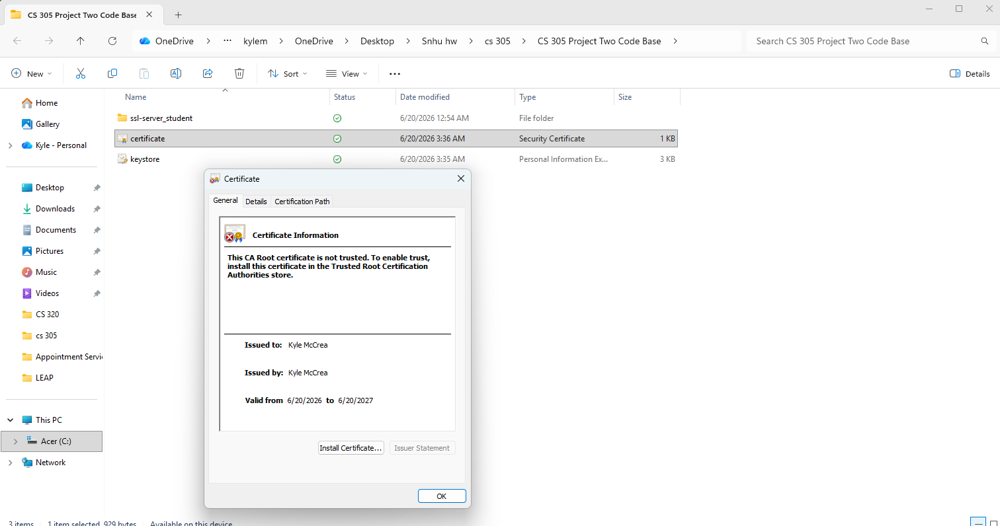 CS 305 Project Two Code Base
OneDrive > ... kylem > OneDrive > Desktop > Snhu hw > cs 305 > CS 305 Project Two Code Base >
Search CS 305 Project Two Code Base
New
Sort
View
Details
Name Status Date modified Type Size
ssl-server_student 6/20/2026 12:54 AM File folder
certificate 6/20/2026 3:36 AM Security Certificate 1 KB
keystore 6/20/2026 3:35 AM Personal Information Ex... 3 KB
Home
Gallery
Kyle - Personal
Desktop
Downloads
Documents
Pictures
Music
Videos
CS 320
cs 305
Appointment Servi
LEAP
This PC
Acer (C:)
Network
Certificate
General Details Certification Path
Certificate Information
This CA Root certificate is not trusted. To enable trust,
install this certificate in the Trusted Root Certification
Authorities store.
Issued to: Kyle McCrea
Issued by: Kyle McCrea
Valid from 6/20/2026 to 6/20/2027
Install Certificate... Issuer Statement
OK
3 items 1 item selected 929 bytes Available on this device